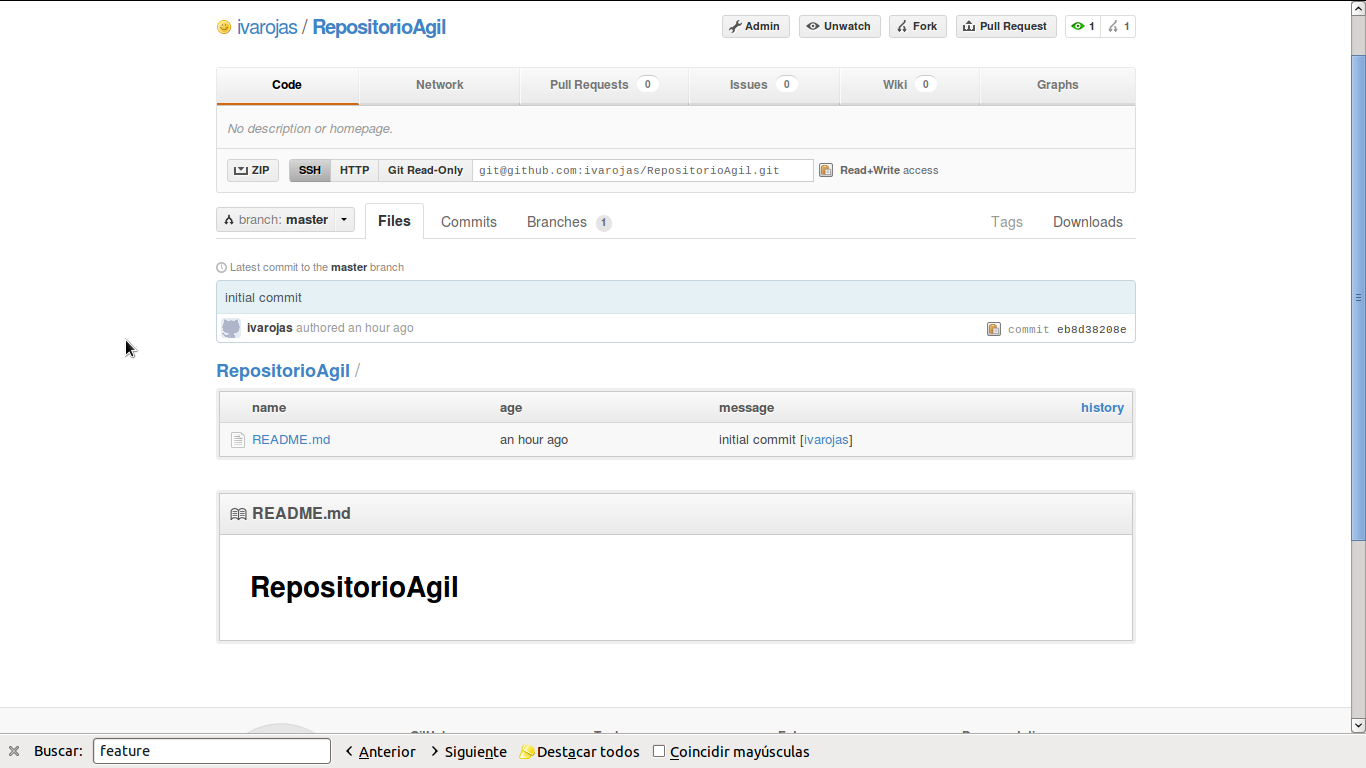 ivarojas / RepositorioAgil Admin Unwatch Fork Pull Request 1 1
Code Network Pull Requests 0 Issues 0 Wiki 0 Graphs
No description or homepage.
ZIP SSH HTTP Git Read-Only git@github.com:ivarojas/RepositorioAgil.git Read+Write access
branch: master Files Commits Branches 1 Tags Downloads
Latest commit to the master branch
initial commit
ivarojas authored an hour ago commit eb8d38208e
RepositorioAgil /
name age message history
README.md an hour ago initial commit [ivarojas]
README.md
RepositorioAgil
Buscar: feature Anterior Siguiente Destacar todos Coincidir mayúsculas